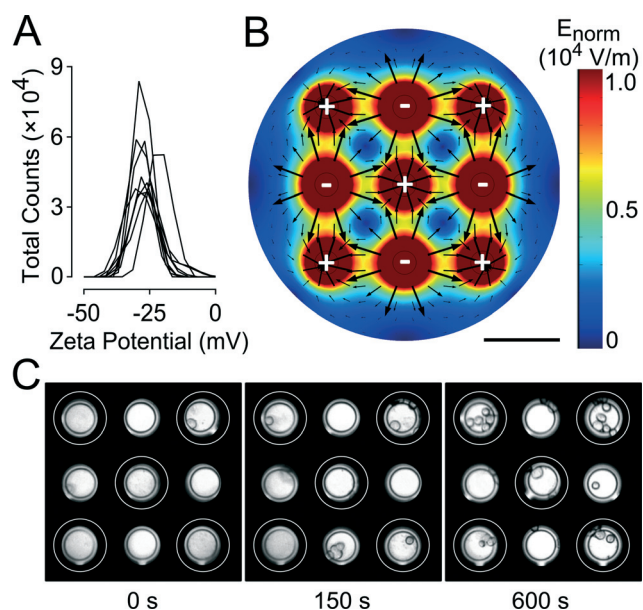 A
Total Counts (×10⁴)
9
6
3
0
-50
-25
0
Zeta Potential (mV)
B
E_norm
(10⁴ V/m)
1.0
0.5
0
+ - +
- + -
+ - +
C
0 s
150 s
600 s